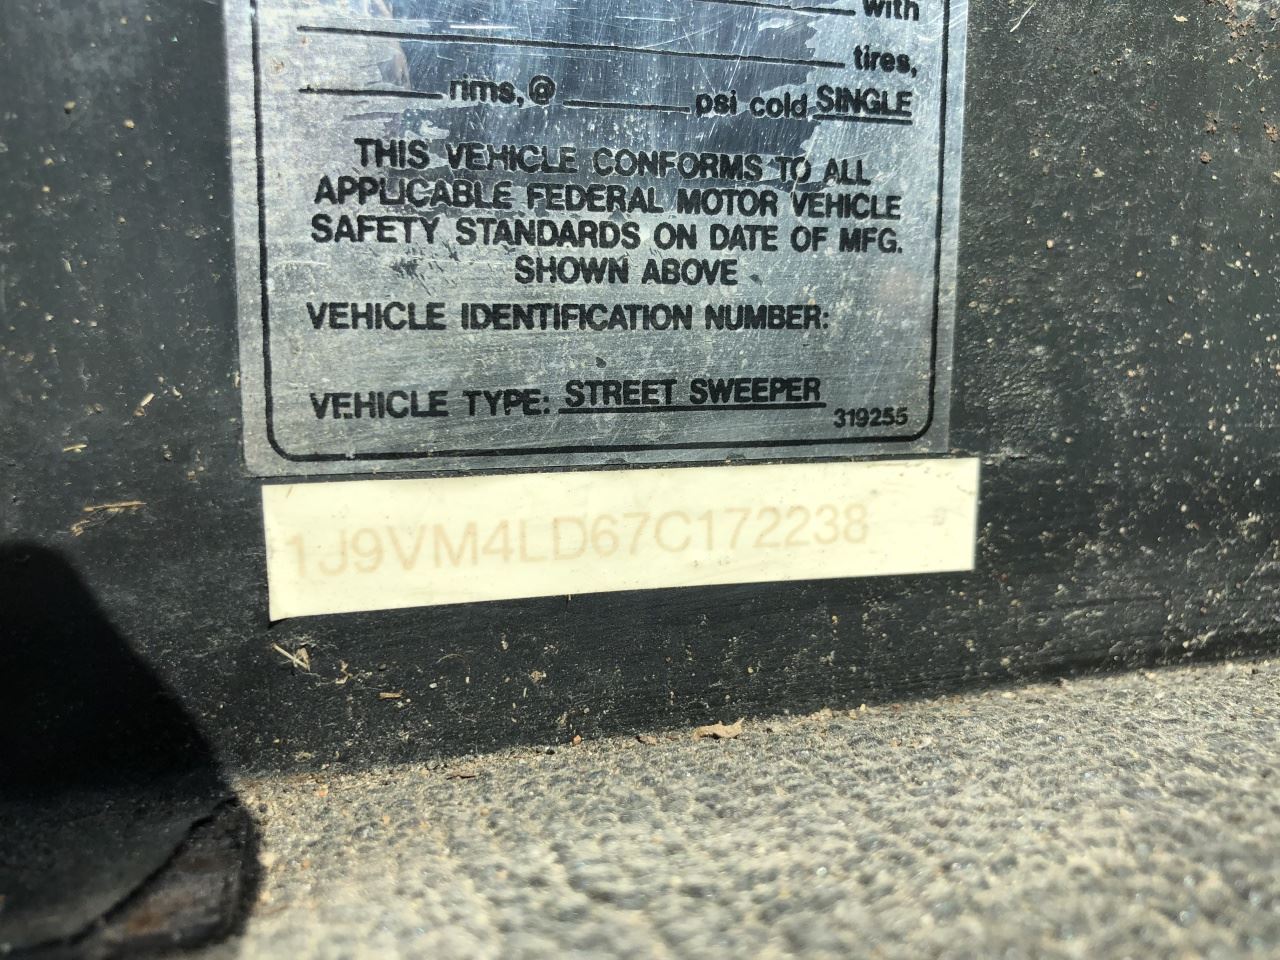 with
tires,
rims,@ psi cold SINGLE
THIS VEHICLE CONFORMS TO ALL
APPLICABLE FEDERAL MOTOR VEHICLE
SAFETY STANDARDS ON DATE OF MFG.
SHOWN ABOVE
VEHICLE IDENTIFICATION NUMBER:
VEHICLE TYPE: STREET SWEEPER
319255
1J9VM4LD67C172238